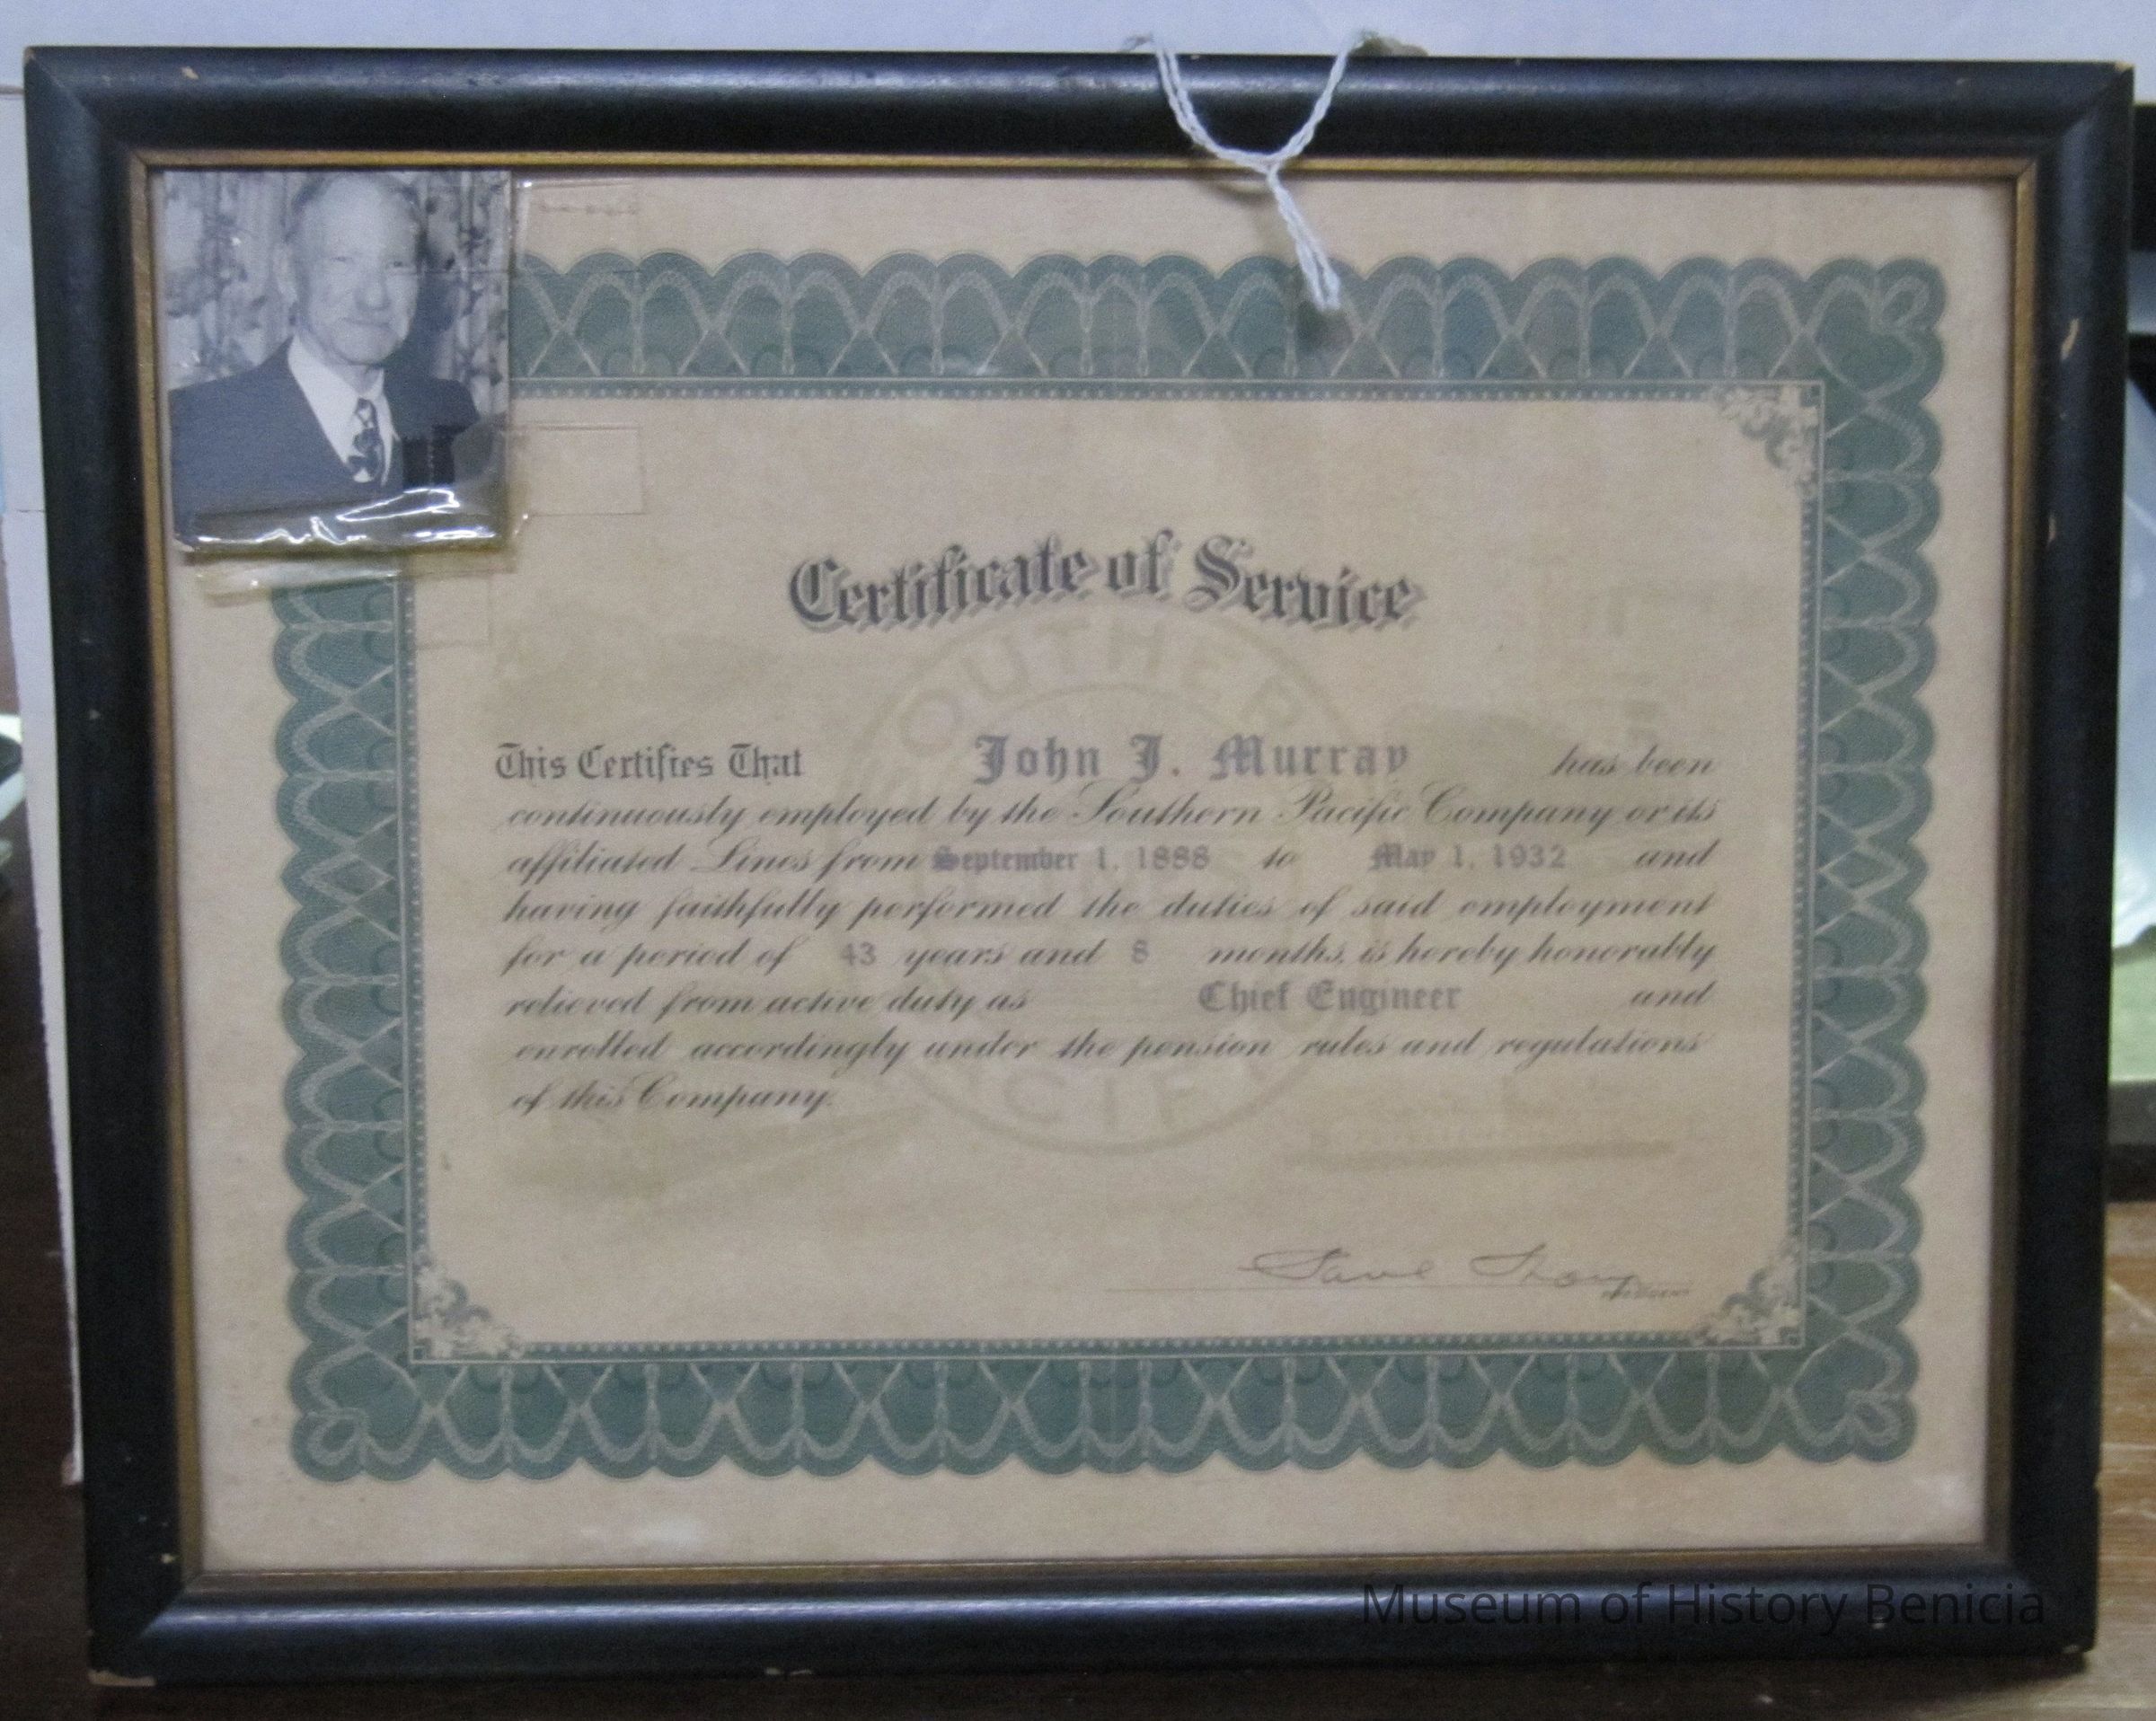 Certificate of Service
This Certifies That John J. Murray has been
continuously employed by the Southern Pacific Company or its
affiliated Lines from September 1, 1888 to May 1, 1932 and
having faithfully performed the duties of said employment
for a period of 43 years and 8 months, is hereby honorably
relieved from active duty as Chief Engineer and
enrolled accordingly under the pension rules and regulations
of this Company.
Paul Shoup
PRESIDENT
Museum of History Benicia